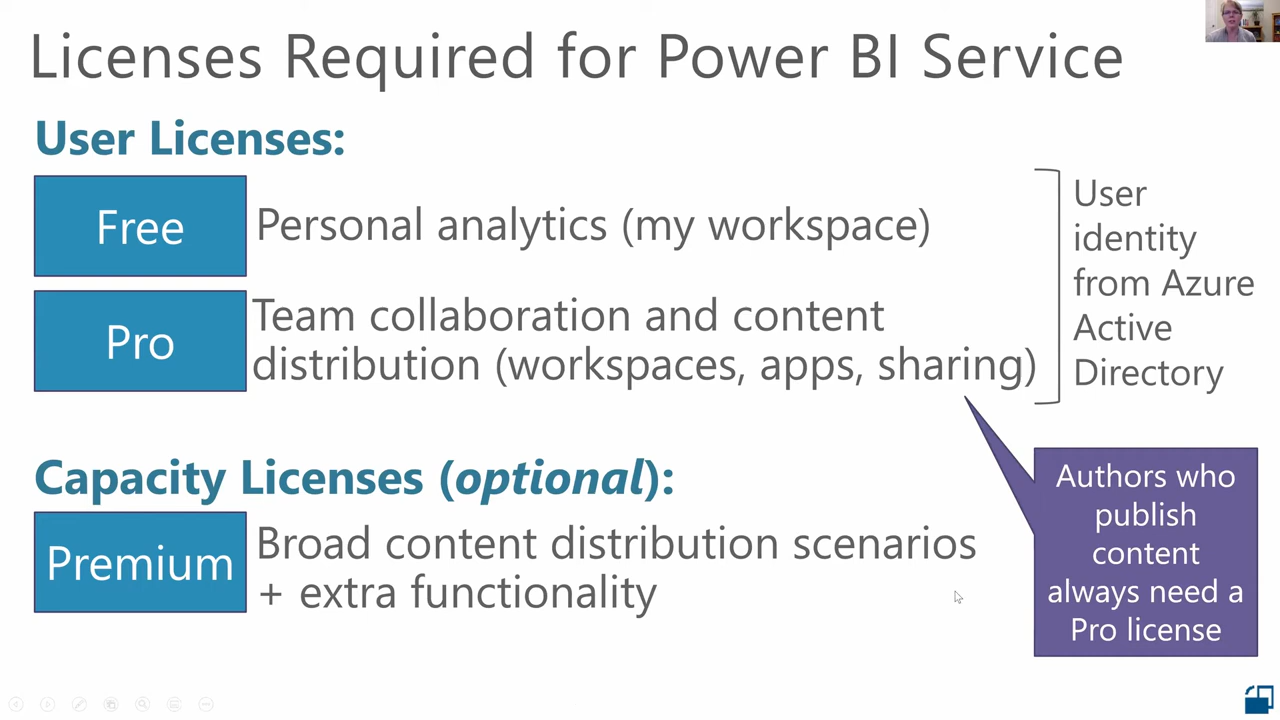 Licenses Required for Power BI Service
User Licenses:
Free
Personal analytics (my workspace)
Pro
Team collaboration and content
distribution (workspaces, apps, sharing)
User
identity
from Azure
Active
Directory
Capacity Licenses (optional):
Premium
Broad content distribution scenarios
+ extra functionality
Authors who
publish
content
always need a
Pro license